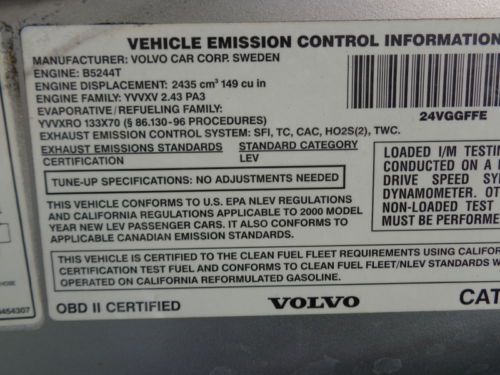 VEHICLE EMISSION CONTROL INFORMATION
MANUFACTURER: VOLVO CAR CORP. SWEDEN
ENGINE: B5244T
ENGINE DISPLACEMENT: 2435 cm³ 149 cu in
ENGINE FAMILY: YVVXV 2.43 PA3
EVAPORATIVE / REFUELING FAMILY:
YVVXRO 133X70 (§ 86.130-96 PROCEDURES)
24VGGFFE
EXHAUST EMISSION CONTROL SYSTEM: SFI, TC, CAC, HO2S(2), TWC.
EXHAUST EMISSIONS STANDARDS STANDARD CATEGORY
CERTIFICATION LEV
TUNE-UP SPECIFICATIONS: NO ADJUSTMENTS NEEDED
LOADED I/M TESTIN
CONDUCTED ON A
DRIVE SPEED SY
DYNAMOMETER. OT
NON-LOADED TEST
MUST BE PERFORME
THIS VEHICLE CONFORMS TO U.S. EPA NLEV REGULATIONS
AND CALIFORNIA REGULATIONS APPLICABLE TO 2000 MODEL
YEAR NEW LEV PASSENGER CARS. IT ALSO CONFORMS TO
APPLICABLE CANADIAN EMISSION STANDARDS.
THIS VEHICLE IS CERTIFIED TO THE CLEAN FUEL FLEET REQUIREMENTS USING CALIFOR
CERTIFICATION TEST FUEL AND CONFORMS TO CLEAN FUEL FLEET/NLEV STANDARDS W
OPERATED ON CALIFORNIA REFORMULATED GASOLINE.
OBD II CERTIFIED VOLVO CAT
HOSE
454307